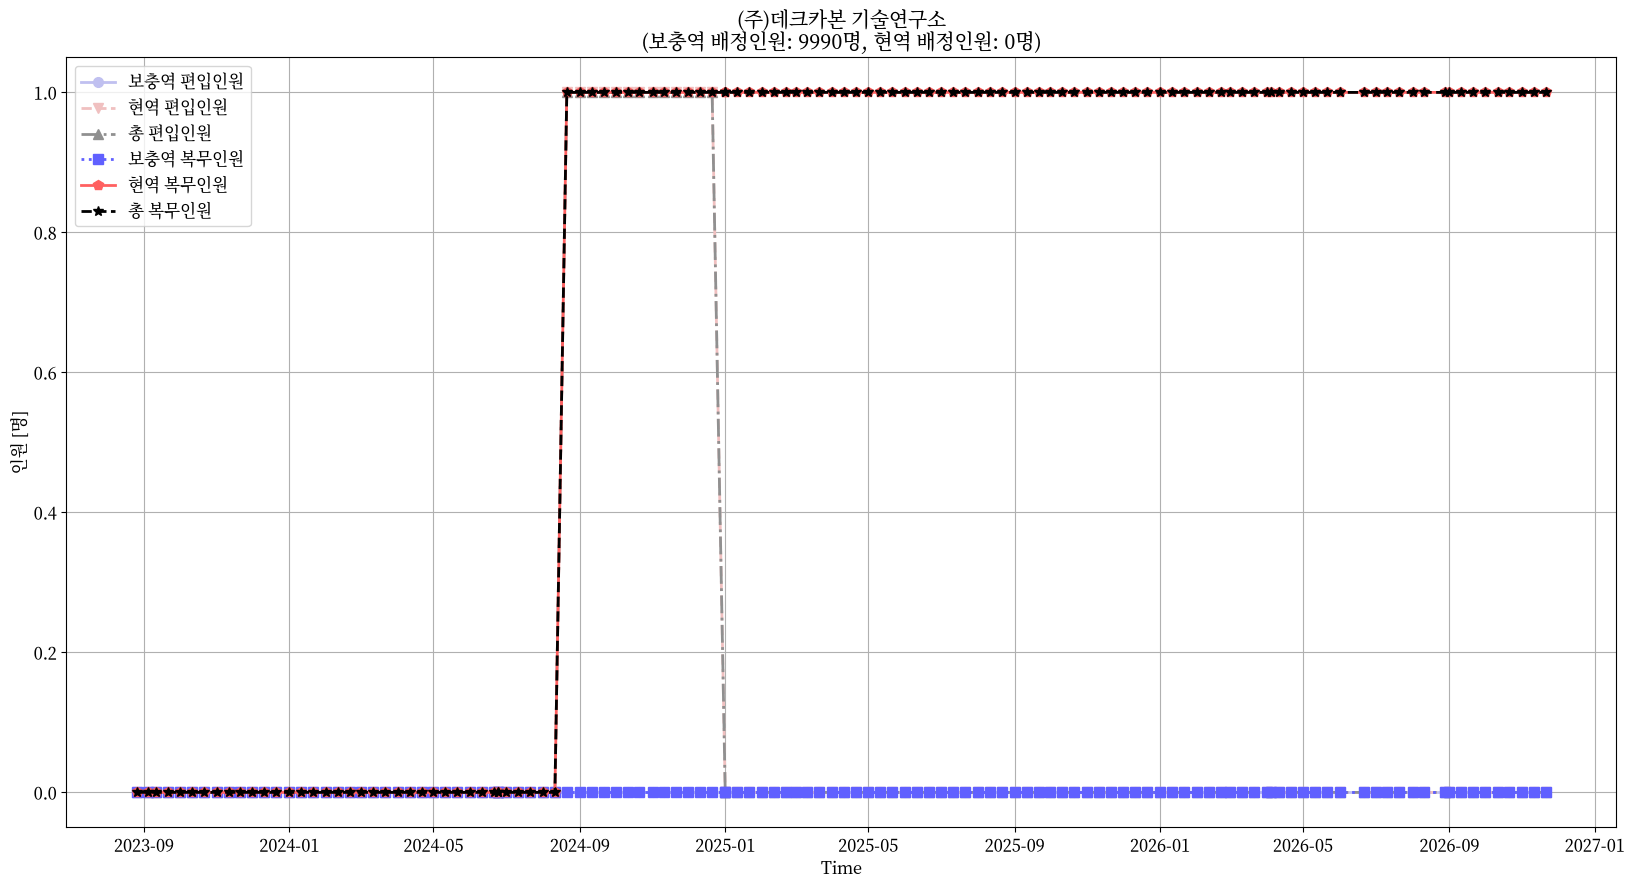 (주)데크카본 기술연구소
(보충역 배정인원: 9990명, 현역 배정인원: 0명)
보충역 편입인원
현역 편입인원
총 편입인원
보충역 복무인원
현역 복무인원
총 복무인원
1.0
0.8
0.6
0.4
0.2
0.0
인원 [명]
2023-09 2024-01 2024-05 2024-09 2025-01 2025-05 2025-09 2026-01 2026-05 2026-09 2027-01
Time